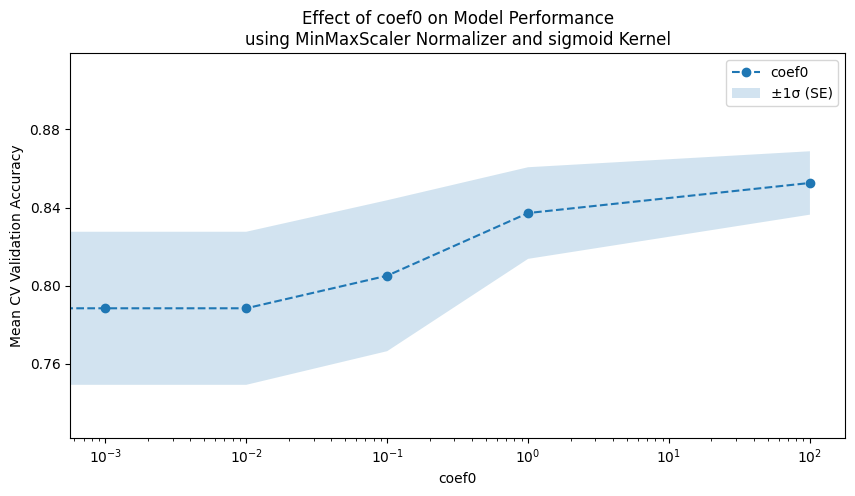 Effect of coef0 on Model Performance
using MinMaxScaler Normalizer and sigmoid Kernel
coef0
±1σ (SE)
Mean CV Validation Accuracy
0.88
0.84
0.80
0.76
10⁻³ 10⁻² 10⁻¹ 10⁰ 10¹ 10²
coef0